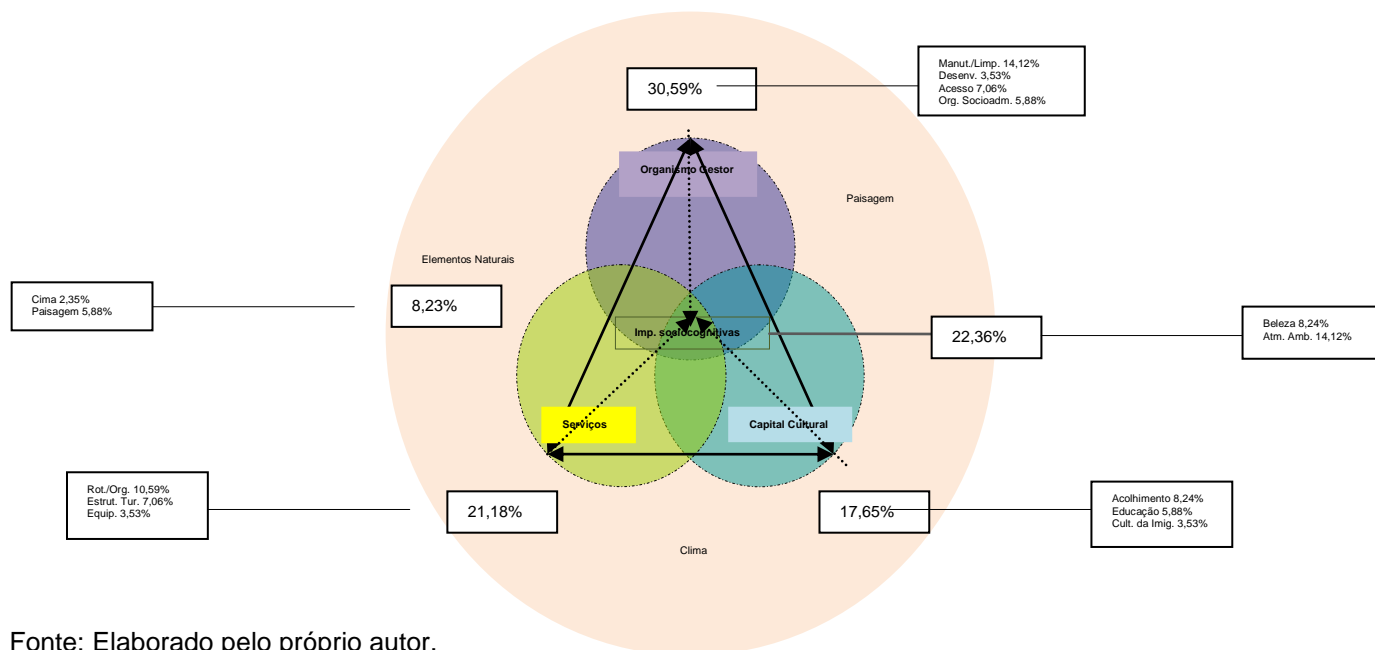 Manut./Limp. 14,12%
Desenv. 3,53%
Acesso 7,06%
Org. Socioadm. 5,88%
30,59%
Organismo Gestor
Paisagem
Elementos Naturais
Cima 2,35%
Paisagem 5,88%
8,23%
Imp. sociocognitivas
22,36%
Beleza 8,24%
Atm. Amb. 14,12%
Serviços
Capital Cultural
Rot./Org. 10,59%
Estrut. Tur. 7,06%
Equip. 3,53%
21,18%
17,65%
Acolhimento 8,24%
Educação 5,88%
Cult. da Imig. 3,53%
Clima
Fonte: Elaborado pelo próprio autor.